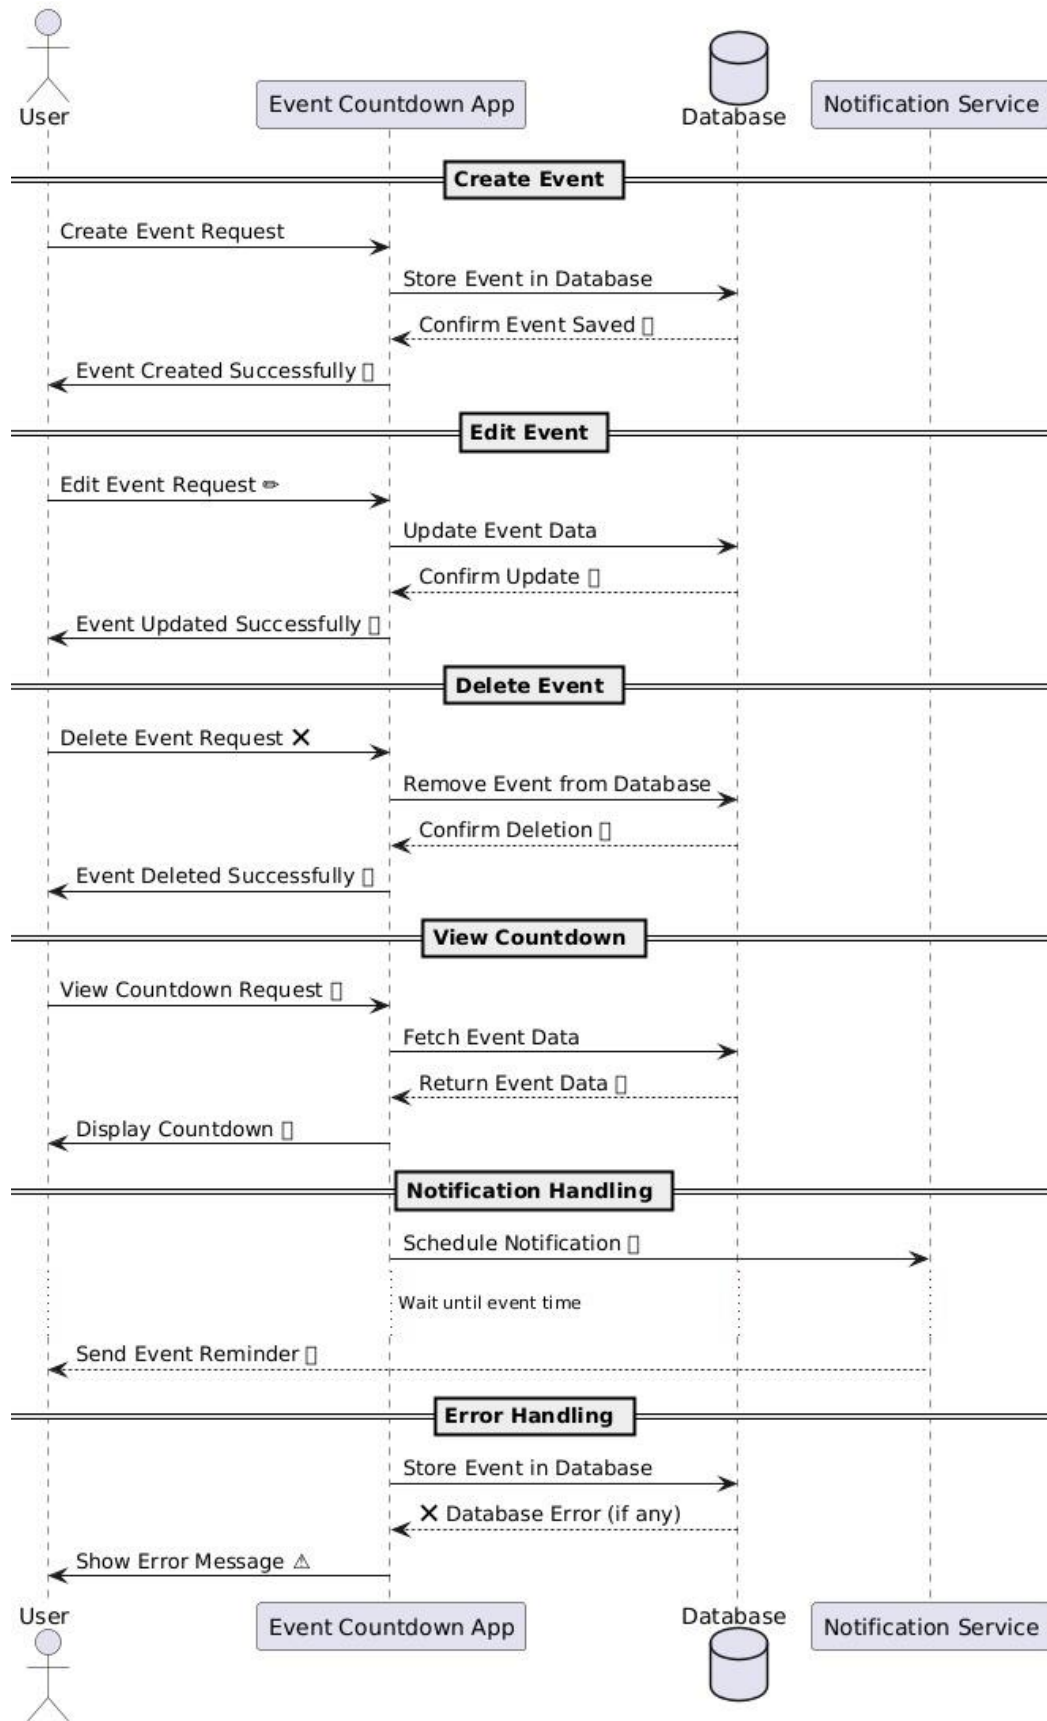 User
Event Countdown App
Database
Notification Service
Create Event
Create Event Request
Store Event in Database
Confirm Event Saved ▯
Event Created Successfully ▯
Edit Event
Edit Event Request ✏
Update Event Data
Confirm Update ▯
Event Updated Successfully ▯
Delete Event
Delete Event Request ❌
Remove Event from Database
Confirm Deletion ▯
Event Deleted Successfully ▯
View Countdown
View Countdown Request ▯
Fetch Event Data
Return Event Data ▯
Display Countdown ▯
Notification Handling
Schedule Notification ▯
Wait until event time
Send Event Reminder ▯
Error Handling
Store Event in Database
❌ Database Error (if any)
Show Error Message ⚠
User
Event Countdown App
Database
Notification Service